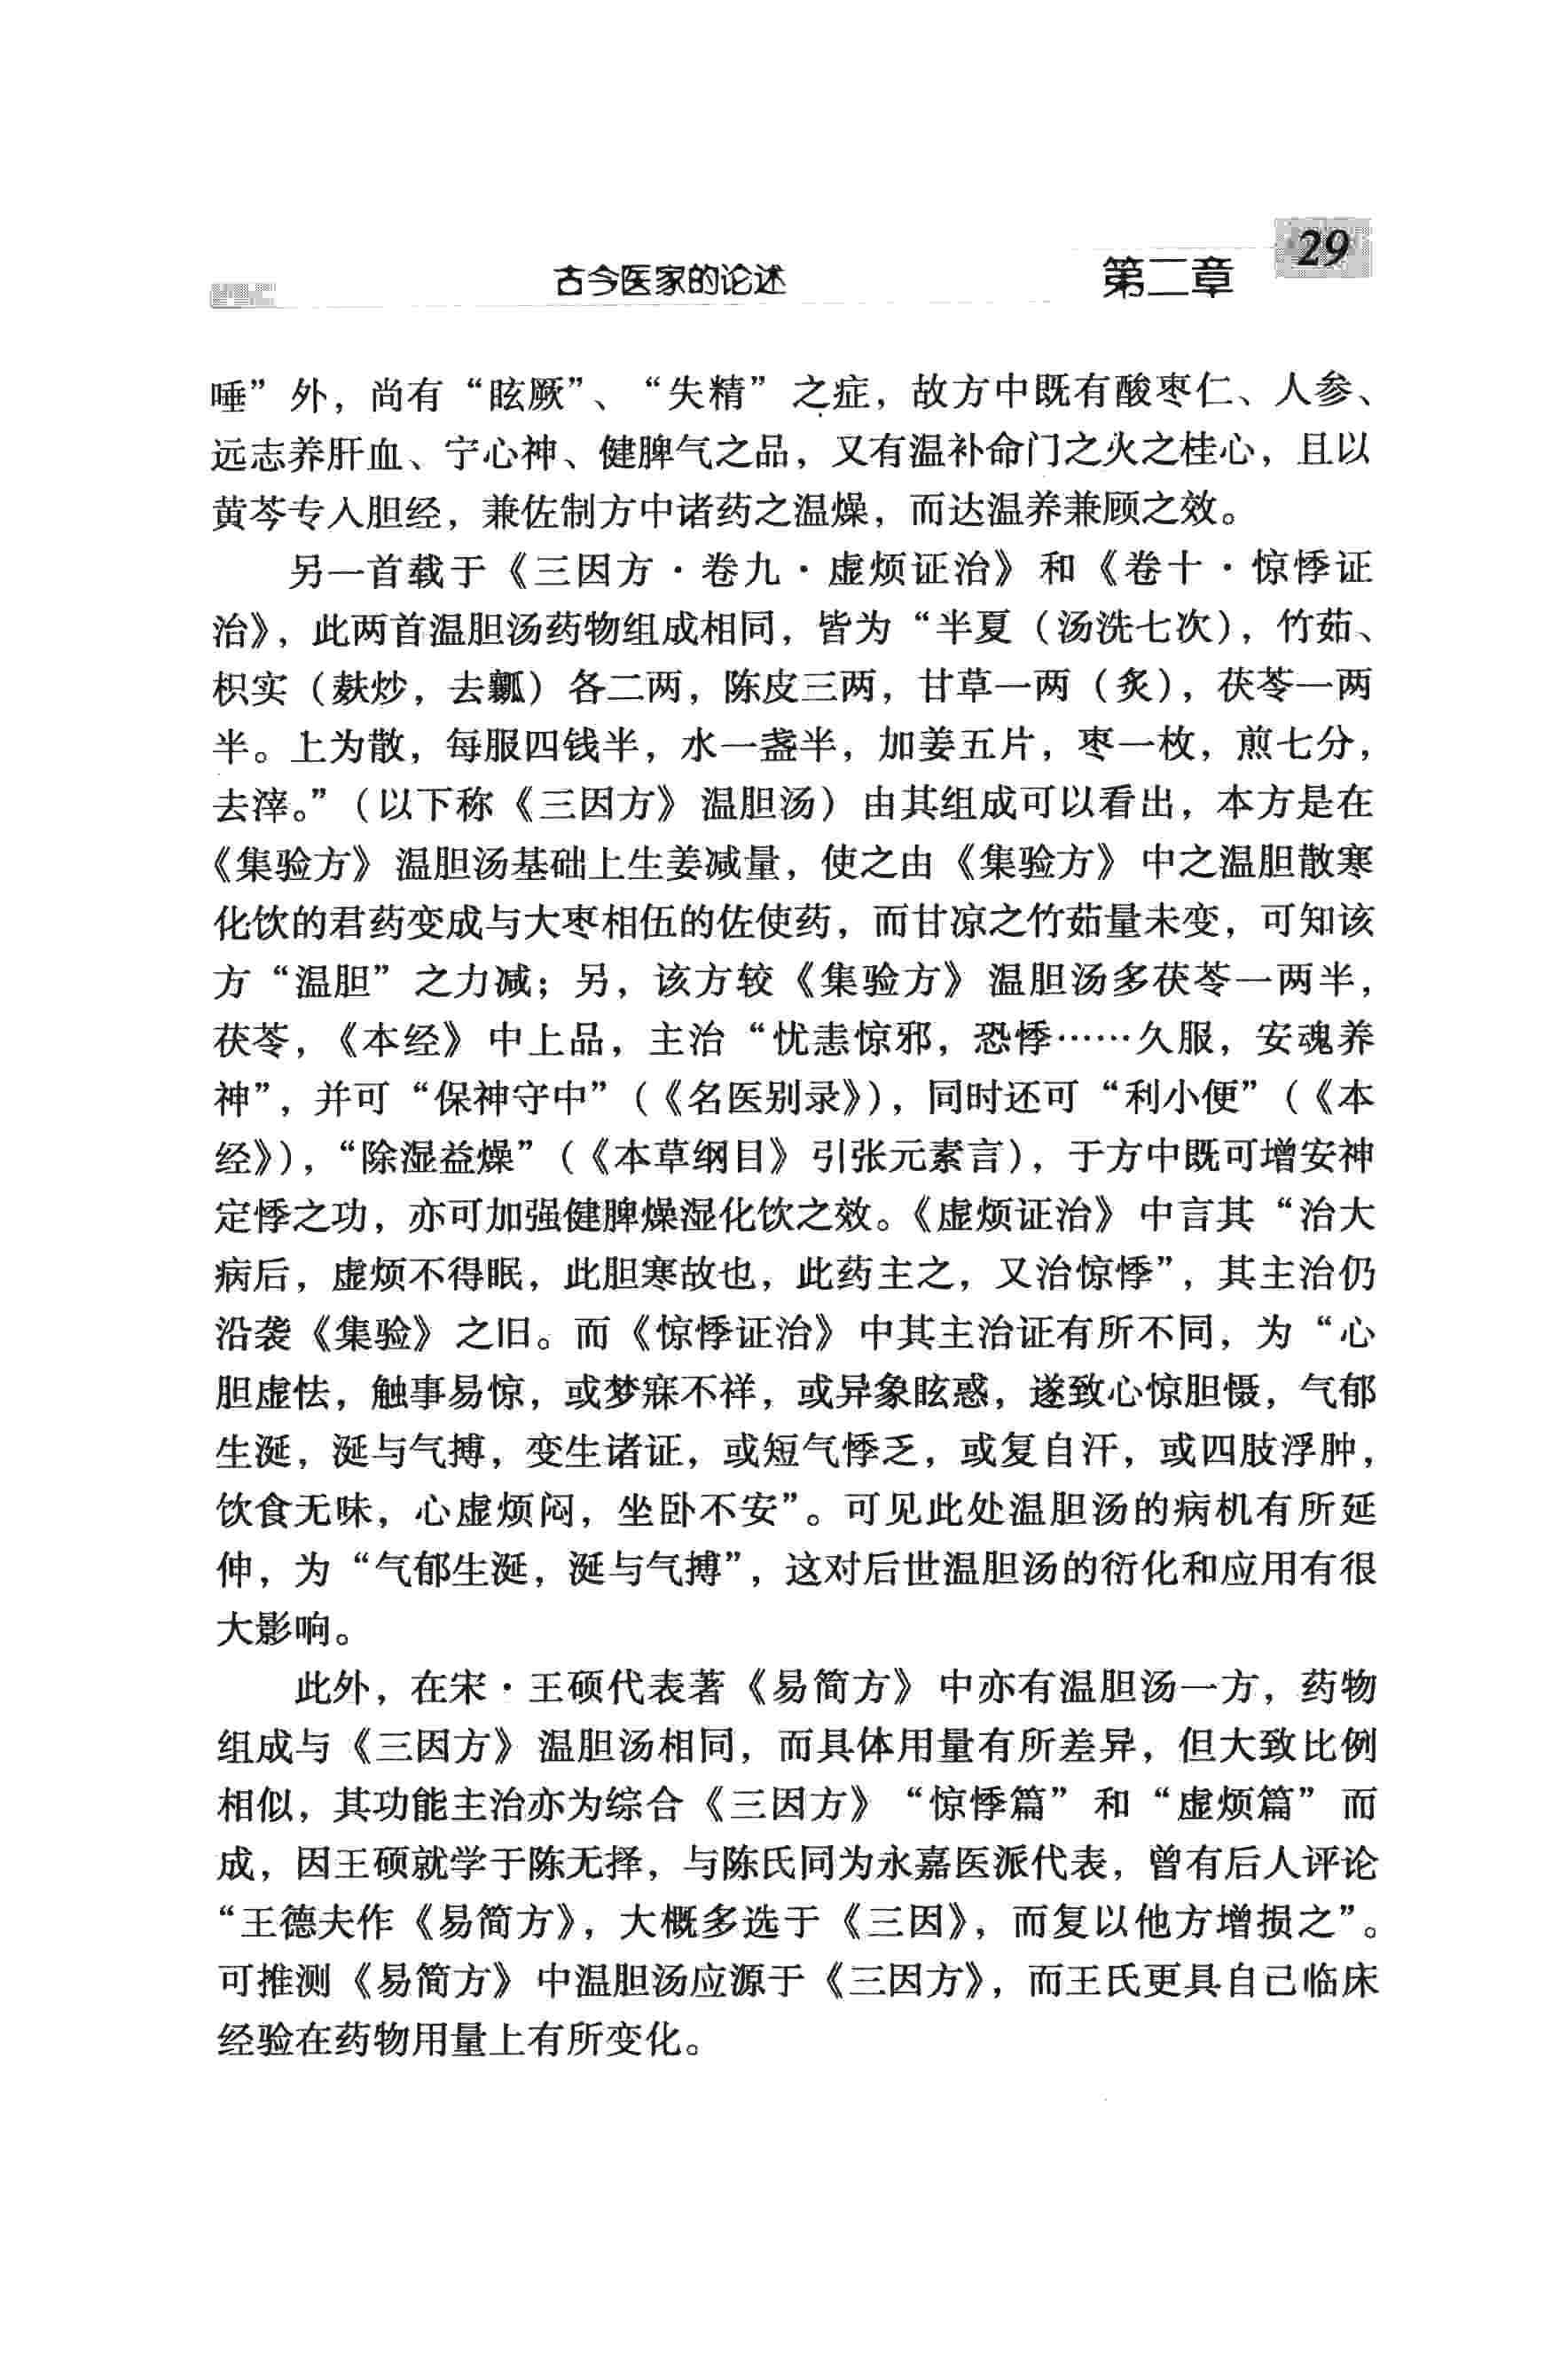 古今医家的论述 第二章 29
唾”外，尚有“眩厥”、“失精”之症，故方中既有酸枣仁、人参、
远志养肝血、宁心神、健脾气之品，又有温补命门之火之桂心，且以
黄芩专入胆经，兼佐制方中诸药之温燥，而达温养兼顾之效。
另一首载于《三因方·卷九·虚烦证治》和《卷十·惊悸证
治》，此两首温胆汤药物组成相同，皆为“半夏（汤洗七次），竹茹、
枳实（麸炒，去瓤）各二两，陈皮三两，甘草一两（炙），茯苓一两
半。上为散，每服四钱半，水一盏半，加姜五片，枣一枚，煎七分，
去滓。”（以下称《三因方》温胆汤）由其组成可以看出，本方是在
《集验方》温胆汤基础上生姜减量，使之由《集验方》中之温胆散寒
化饮的君药变成与大枣相伍的佐使药，而甘凉之竹茹量未变，可知该
方“温胆”之力减；另，该方较《集验方》温胆汤多茯苓一两半，
茯苓，《本经》中上品，主治“忧恚惊邪，恐悸……久服，安魂养
神”，并可“保神守中”（《名医别录》），同时还可“利小便”（《本
经》），“除湿益燥”（《本草纲目》引张元素言），于方中既可增安神
定悸之功，亦可加强健脾燥湿化饮之效。《虚烦证治》中言其“治大
病后，虚烦不得眠，此胆寒故也，此药主之，又治惊悸”，其主治仍
沿袭《集验》之旧。而《惊悸证治》中其主治证有所不同，为“心
胆虚怯，触事易惊，或梦寐不祥，或异象眩惑，遂致心惊胆慑，气郁
生涎，涎与气搏，变生诸证，或短气悸乏，或复自汗，或四肢浮肿，
饮食无味，心虚烦闷，坐卧不安”。可见此处温胆汤的病机有所延
伸，为“气郁生涎，涎与气搏”，这对后世温胆汤的衍化和应用有很
大影响。
此外，在宋·王硕代表著《易简方》中亦有温胆汤一方，药物
组成与《三因方》温胆汤相同，而具体用量有所差异，但大致比例
相似，其功能主治亦为综合《三因方》“惊悸篇”和“虚烦篇”而
成，因王硕就学于陈无择，与陈氏同为永嘉医派代表，曾有后人评论
“王德夫作《易简方》，大概多选于《三因》，而复以他方增损之”。
可推测《易简方》中温胆汤应源于《三因方》，而王氏更具自己临床
经验在药物用量上有所变化。